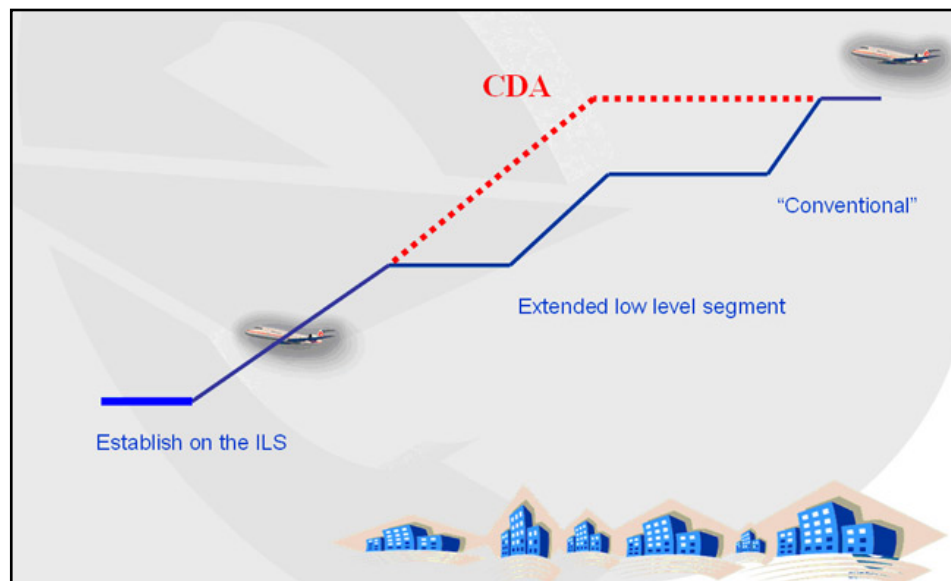 CDA
“Conventional”
Extended low level segment
Establish on the ILS